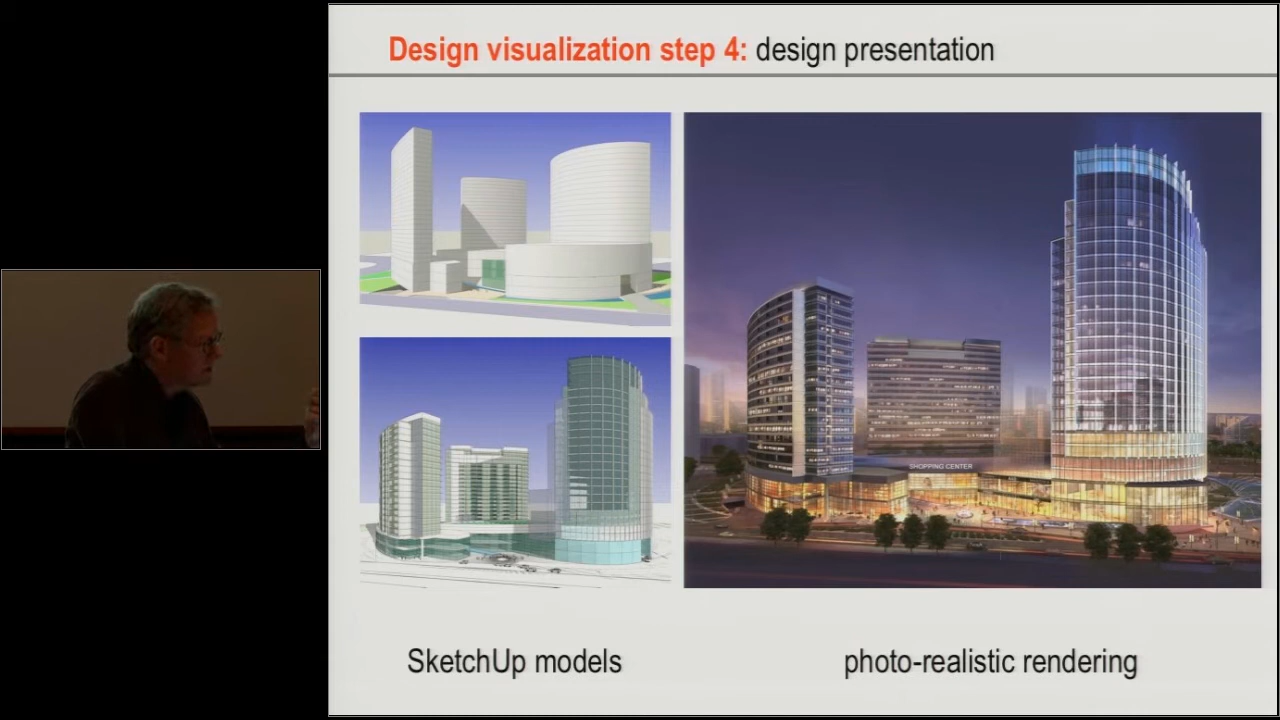 Design visualization step 4: design presentation
SHOPPING CENTER
SketchUp models
photo-realistic rendering